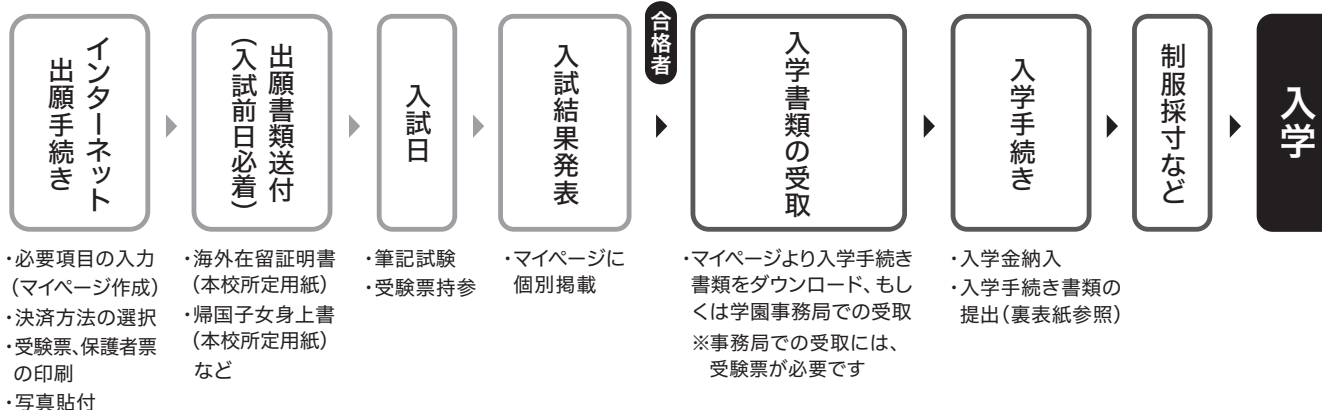 インターネット
出願手続き
出願書類送付
（入試前日必着）
入試日
入試結果発表
合格者
入学書類の受取
入学手続き
制服採寸など
入学
・必要項目の入力
（マイページ作成）
・決済方法の選択
・受験票、保護者票
の印刷
・写真貼付
・海外在留証明書
（本校所定用紙）
・帰国子女身上書
（本校所定用紙）
など
・筆記試験
・受験票持参
・マイページに
個別掲載
・マイページより入学手続き
書類をダウンロード、もし
くは学園事務局での受取
※事務局での受取には、
受験票が必要です
・入学金納入
・入学手続き書類の
提出（裏表紙参照）